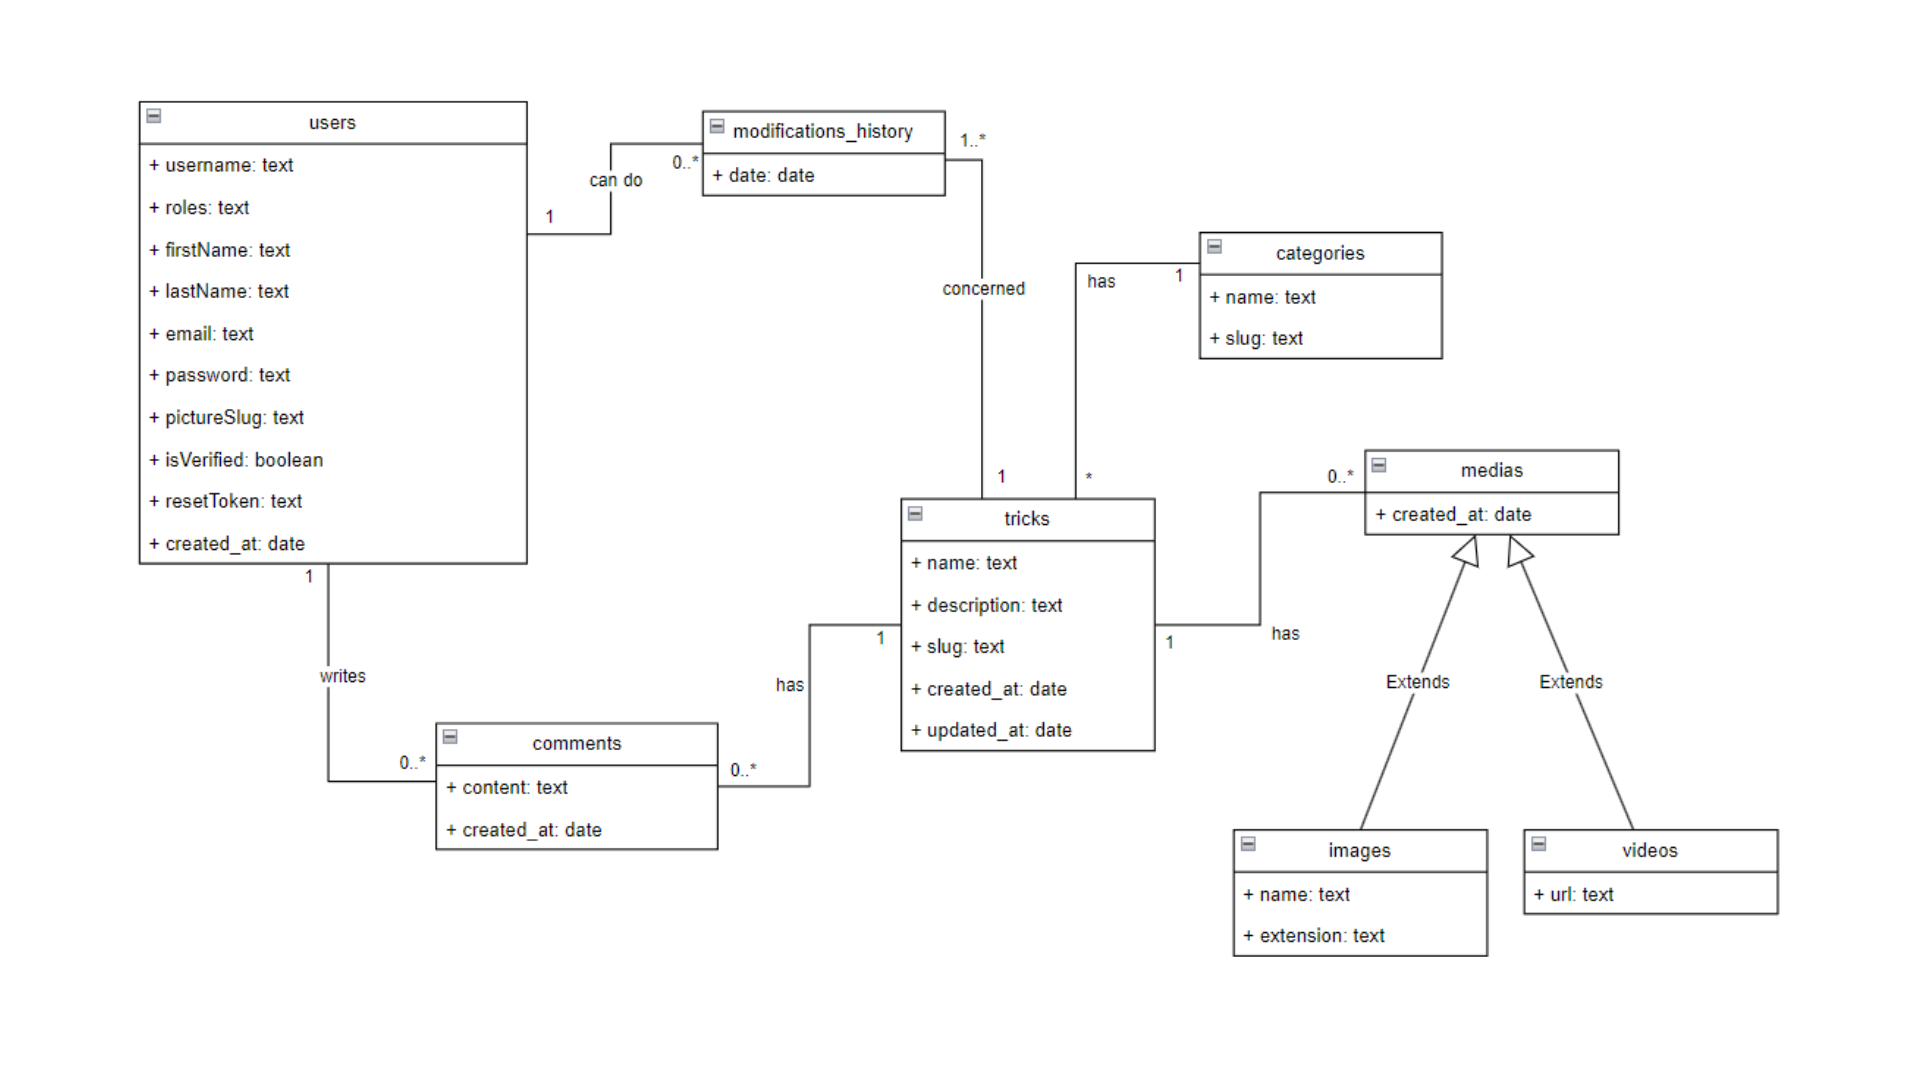 users
+ username: text
+ roles: text
+ firstName: text
+ lastName: text
+ email: text
+ password: text
+ pictureSlug: text
+ isVerified: boolean
+ resetToken: text
+ created_at: date
1
can do
0..*
modifications_history
+ date: date
1..*
concerned
1
categories
+ name: text
+ slug: text
1
has
*
tricks
+ name: text
+ description: text
+ slug: text
+ created_at: date
+ updated_at: date
1
has
0..*
medias
+ created_at: date
Extends
Extends
images
+ name: text
+ extension: text
videos
+ url: text
1
writes
0..*
comments
+ content: text
+ created_at: date
0..*
has
1